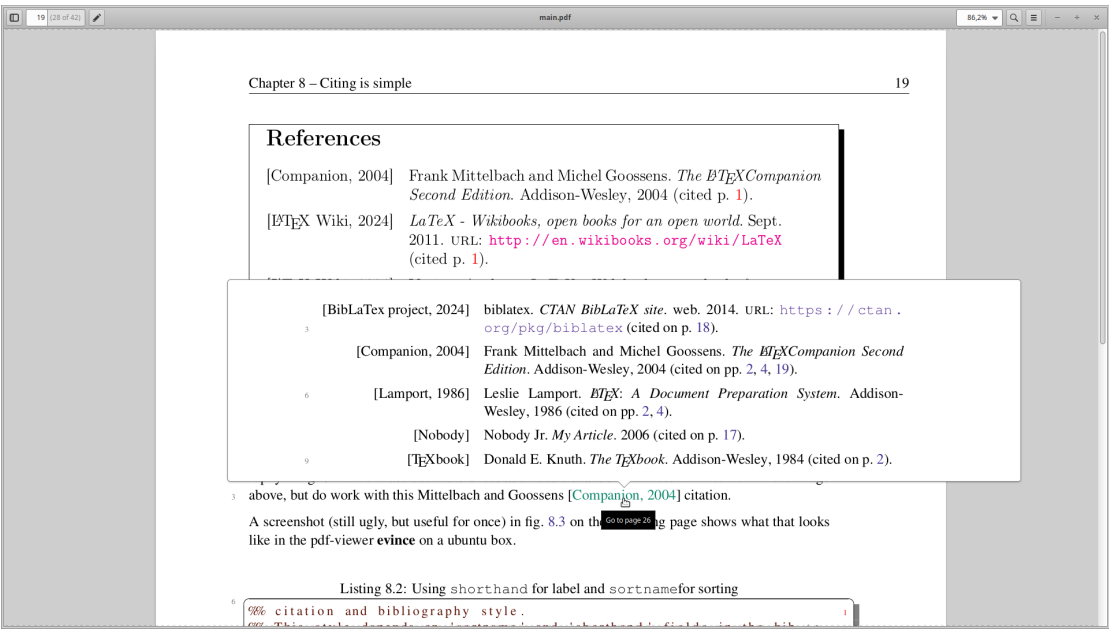 19 (28 of 42)
main.pdf
86,2%
Chapter 8 – Citing is simple
19
References
[Companion, 2004] Frank Mittelbach and Michel Goossens. The LATEXCompanion
Second Edition. Addison-Wesley, 2004 (cited p. 1).
[LATEX Wiki, 2024] LaTeX - Wikibooks, open books for an open world. Sept.
2011. URL: http://en.wikibooks.org/wiki/LaTeX
(cited p. 1).
[BibLaTex project, 2024] biblatex. CTAN BibLaTeX site. web. 2014. URL: https://ctan.
3 org/pkg/biblatex (cited on p. 18).
[Companion, 2004] Frank Mittelbach and Michel Goossens. The LATEXCompanion Second
Edition. Addison-Wesley, 2004 (cited on pp. 2, 4, 19).
6 [Lamport, 1986] Leslie Lamport. LATEX: A Document Preparation System. Addison-
Wesley, 1986 (cited on pp. 2, 4).
[Nobody] Nobody Jr. My Article. 2006 (cited on p. 17).
9 [TEXbook] Donald E. Knuth. The TEXbook. Addison-Wesley, 1984 (cited on p. 2).
3 above, but do work with this Mittelbach and Goossens [Companion, 2004] citation.
A screenshot (still ugly, but useful for once) in fig. 8.3 on the page shows what that looks
Go to page 26
like in the pdf-viewer evince on a ubuntu box.
Listing 8.2: Using shorthand for label and sortnamefor sorting
6
%% citation and bibliography style. 1